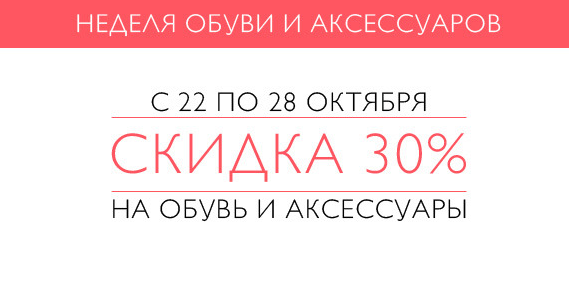 НЕДЕЛЯ ОБУВИ И АКСЕССУАРОВ
С 22 ПО 28 ОКТЯБРЯ
СКИДКА 30%
НА ОБУВЬ И АКСЕССУАРЫ